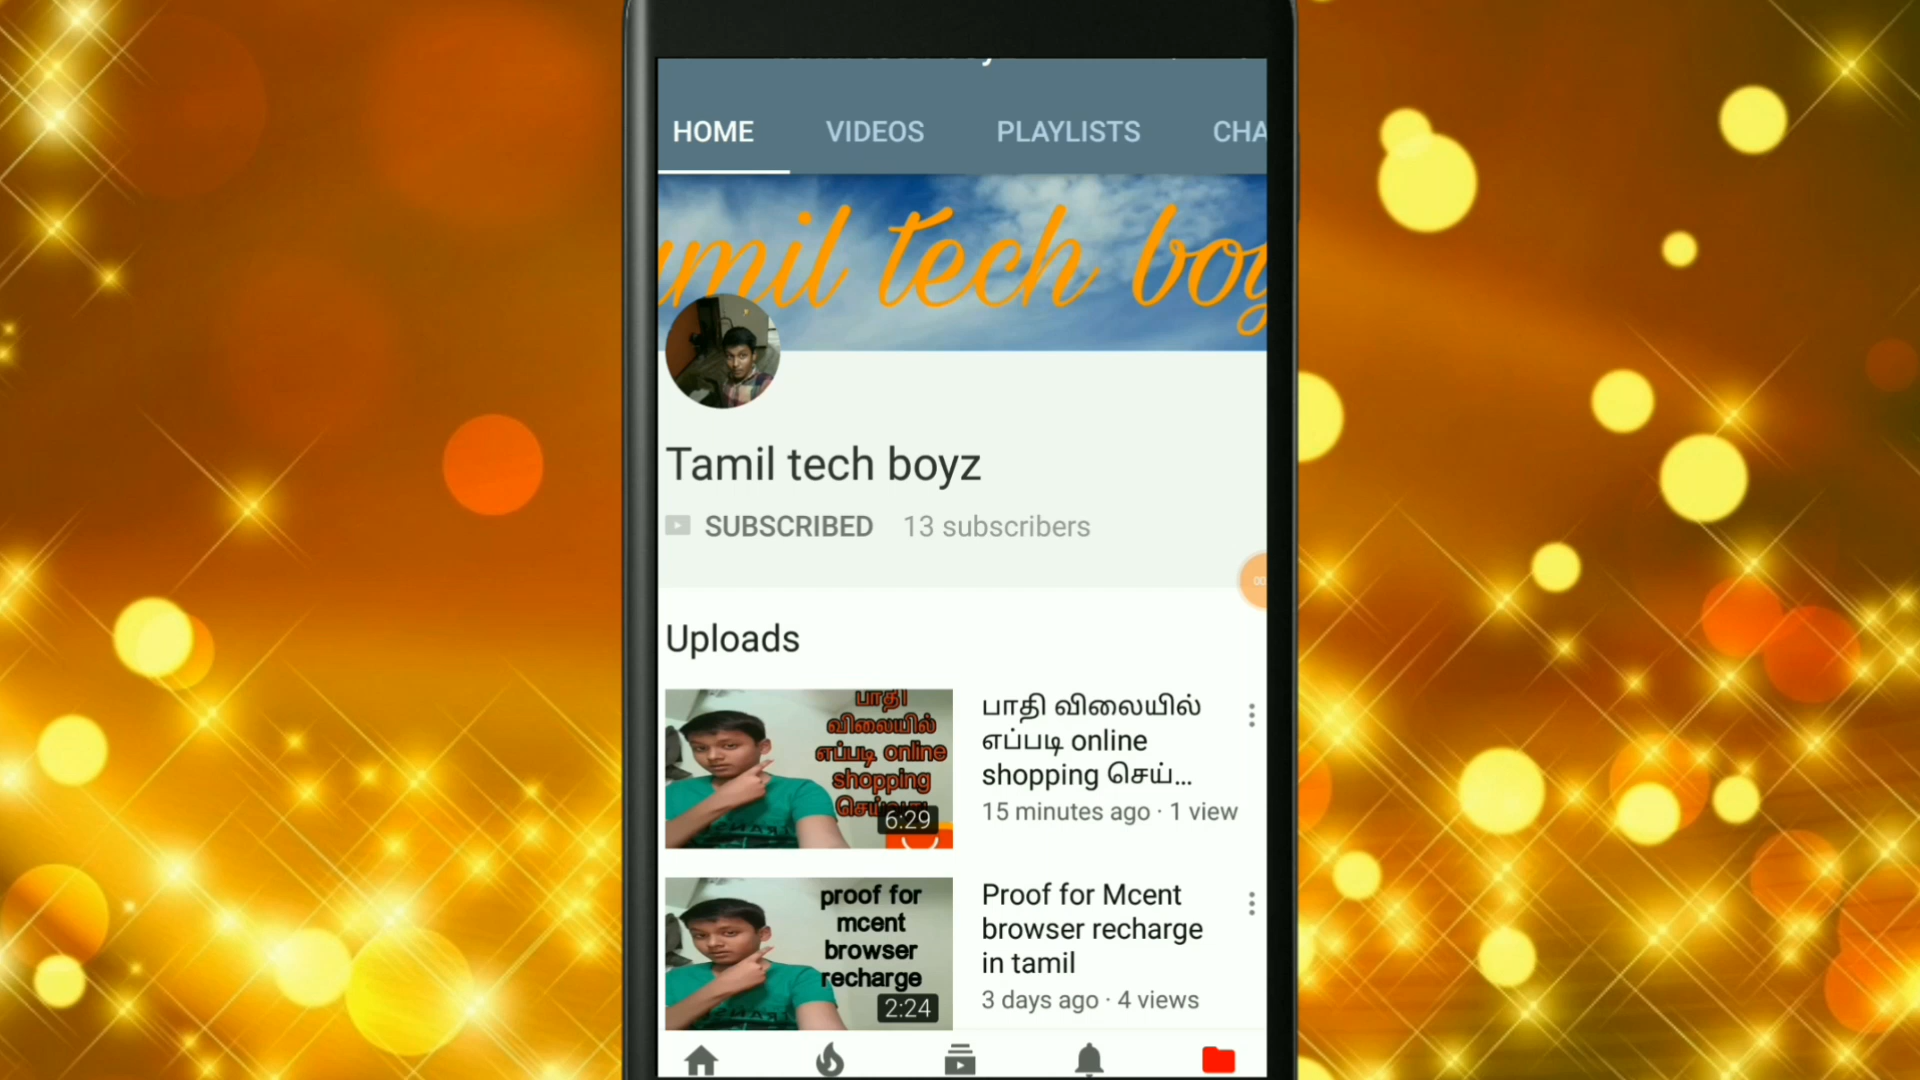 HOME VIDEOS PLAYLISTS CHA
amil tech boy
Tamil tech boyz
SUBSCRIBED 13 subscribers
00
Uploads
பாதி
விலையில்
எப்படி online
shopping
6:29
பாதி விலையில்
எப்படி online
shopping செய்...
15 minutes ago · 1 view
proof for
mcent
browser
recharge
2:24
Proof for Mcent
browser recharge
in tamil
3 days ago · 4 views